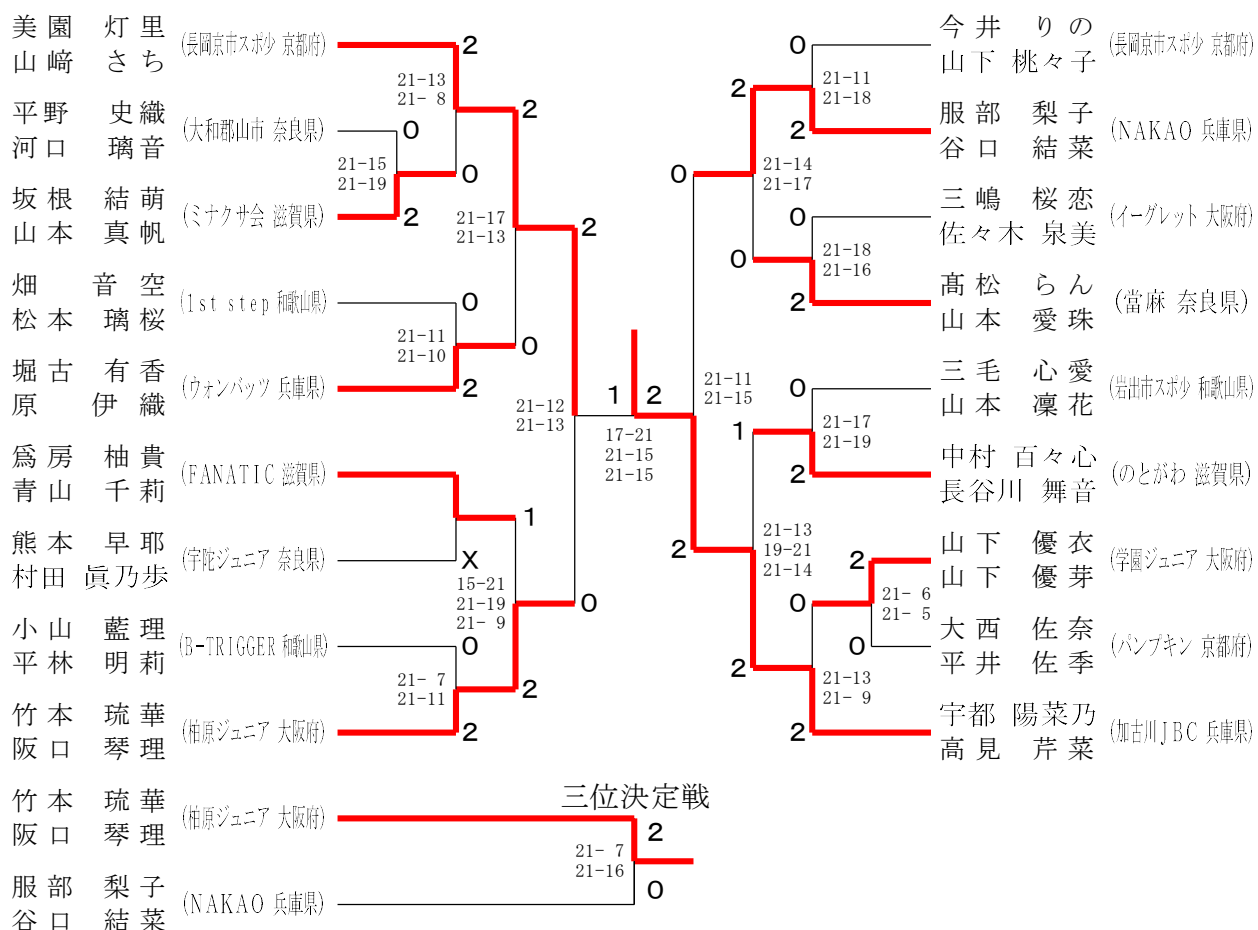 美園 灯里
山﨑 さち
(長岡京市スポ少 京都府)
2
21-13
21- 8
2
平野 史織
河口 璃音
(大和郡山市 奈良県)
0
21-15
21-19
0
坂根 結萌
山本 真帆
(ミナクサ会 滋賀県)
2
21-17
21-13
2
畑 音空
松本 璃桜
(1st step 和歌山県)
0
21-11
21-10
0
堀古 有香
原 伊織
(ウォンバッツ 兵庫県)
2
21-12
21-13
1
爲房 柚貴
青山 千莉
(FANATIC 滋賀県)
1
熊本 早耶
村田 眞乃歩
(宇陀ジュニア 奈良県)
X
15-21
21-19
21- 9
0
小山 藍理
平林 明莉
(B-TRIGGER 和歌山県)
0
21- 7
21-11
2
竹本 琉華
阪口 琴理
(柏原ジュニア 大阪府)
2
2
17-21
21-15
21-15
今井 りの
山下 桃々子
(長岡京市スポ少 京都府)
0
21-11
21-18
2
服部 梨子
谷口 結菜
(NAKAO 兵庫県)
2
21-14
21-17
0
三嶋 桜恋
佐々木 泉美
(イーグレット 大阪府)
0
21-18
21-16
0
髙松 らん
山本 愛珠
(當麻 奈良県)
2
21-11
21-15
三毛 心愛
山本 凜花
(岩出市スポ少 和歌山県)
0
21-17
21-19
1
中村 百々心
長谷川 舞音
(のとがわ 滋賀県)
2
21-13
19-21
21-14
2
山下 優衣
山下 優芽
(学園ジュニア 大阪府)
2
21- 6
21- 5
0
大西 佐奈
平井 佐季
(パンプキン 京都府)
0
21-13
21- 9
2
宇都 陽菜乃
高見 芹菜
(加古川JBC 兵庫県)
2
三位決定戦
竹本 琉華
阪口 琴理
(柏原ジュニア 大阪府)
2
21- 7
21-16
服部 梨子
谷口 結菜
(NAKAO 兵庫県)
0